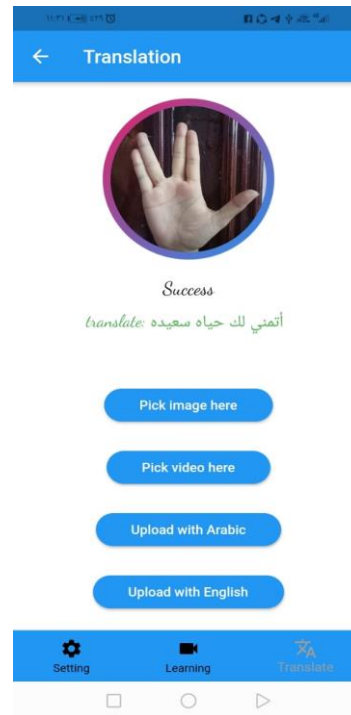 Translation
Success
translate: أتمني لك حياه سعيده
Pick image here
Pick video here
Upload with Arabic
Upload with English
Setting
Learning
Translate